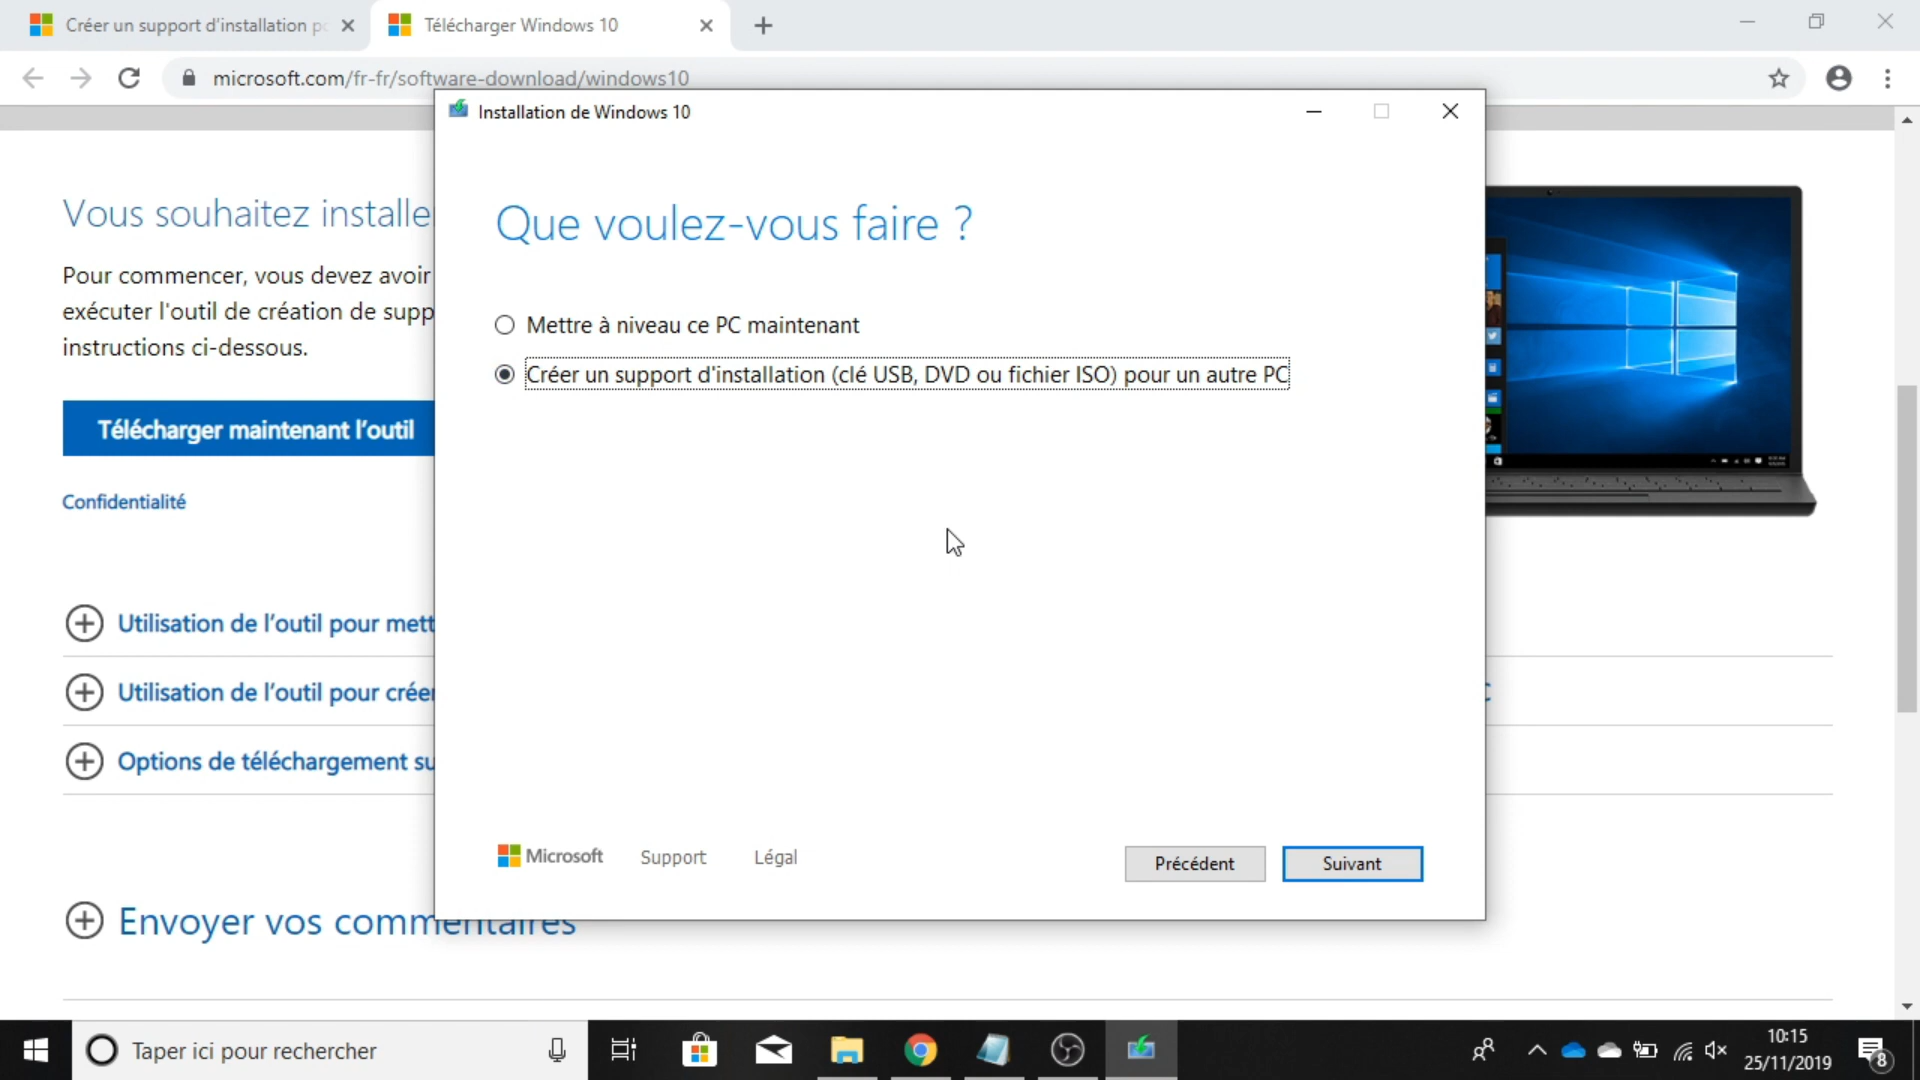 Créer un support d'installation po
Télécharger Windows 10
microsoft.com/fr-fr/software-download/windows10
Installation de Windows 10
Vous souhaitez installe
Pour commencer, vous devez avoir
exécuter l'outil de création de supp
instructions ci-dessous.
Télécharger maintenant l'outil
Confidentialité
Que voulez-vous faire ?
Mettre à niveau ce PC maintenant
Créer un support d'installation (clé USB, DVD ou fichier ISO) pour un autre PC
Utilisation de l'outil pour mett
Utilisation de l'outil pour créer
Options de téléchargement su
Microsoft
Support
Légal
Précédent
Suivant
Envoyer vos commentaires
Taper ici pour rechercher
10:15
25/11/2019
8